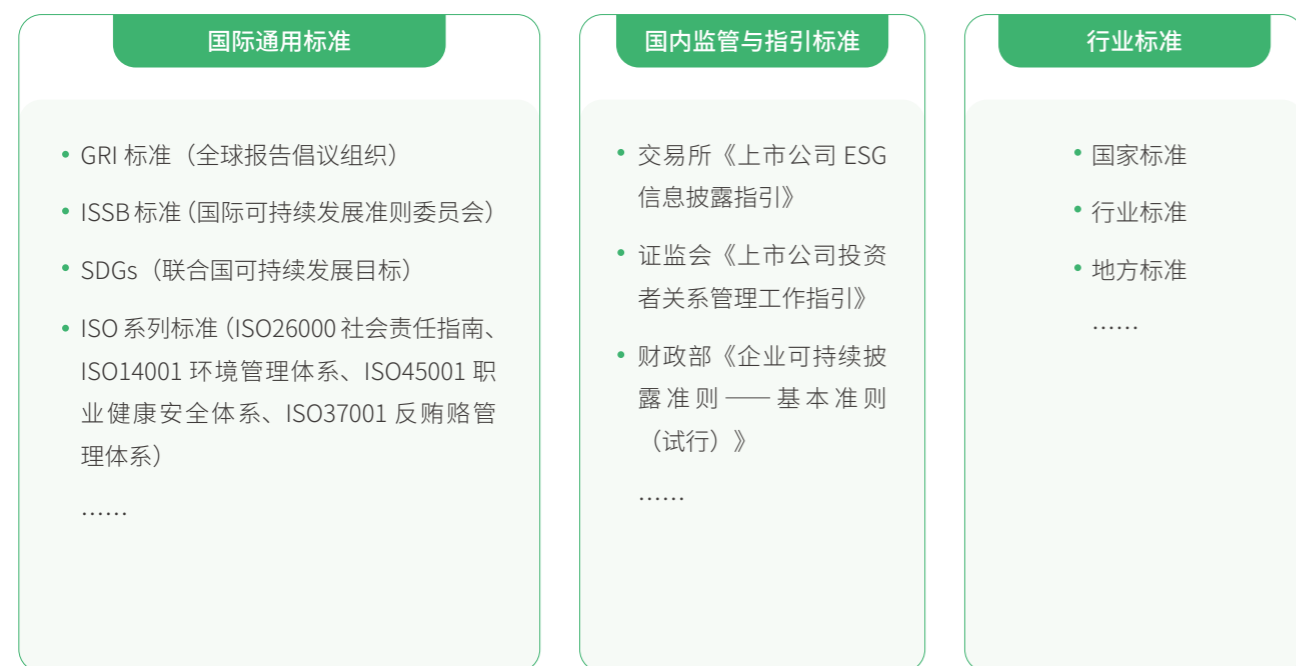 国际通用标准
• GRI 标准（全球报告倡议组织）
• ISSB 标准（国际可持续发展准则委员会）
• SDGs（联合国可持续发展目标）
• ISO 系列标准（ISO26000 社会责任指南、
ISO14001 环境管理体系、ISO45001 职
业健康安全体系、ISO37001 反贿赂管
理体系）
……
国内监管与指引标准
• 交易所《上市公司 ESG
信息披露指引》
• 证监会《上市公司投资
者关系管理工作指引》
• 财政部《企业可持续披
露准则——基本准则
（试行）》
……
行业标准
• 国家标准
• 行业标准
• 地方标准
……